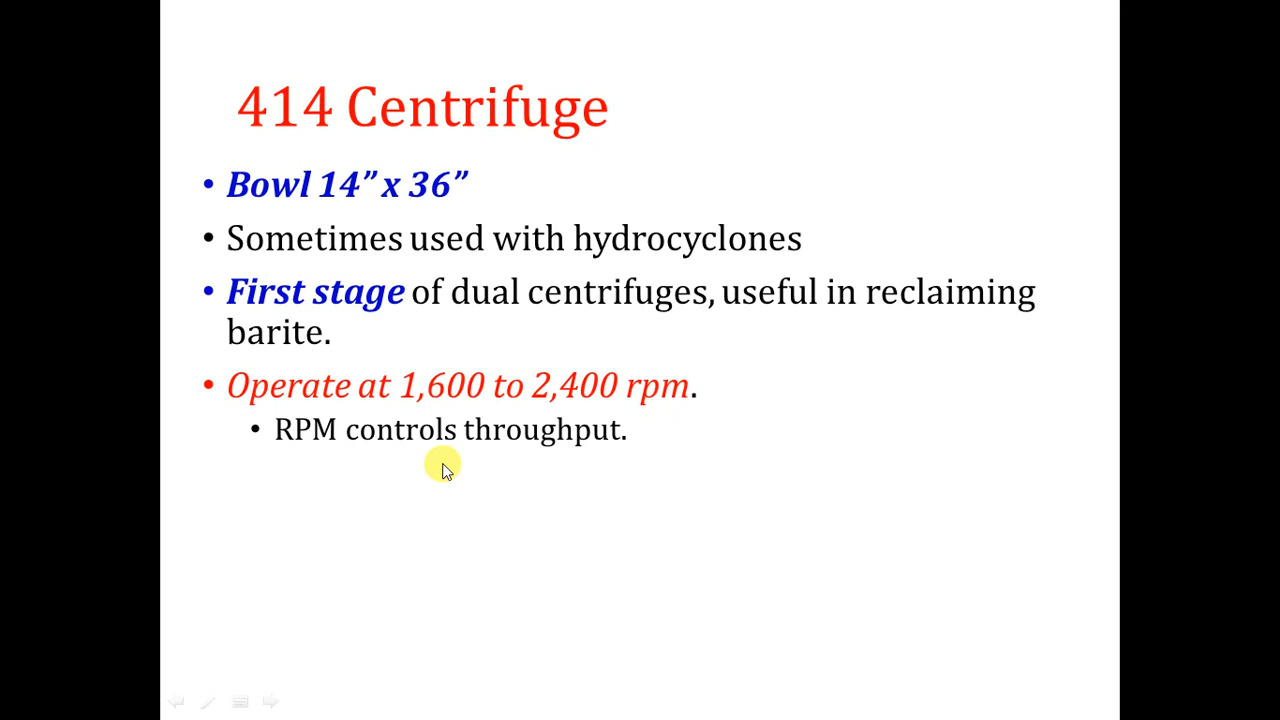 414 Centrifuge
• Bowl 14” x 36”
• Sometimes used with hydrocyclones
• First stage of dual centrifuges, useful in reclaiming
barite.
• Operate at 1,600 to 2,400 rpm.
• RPM controls throughput.